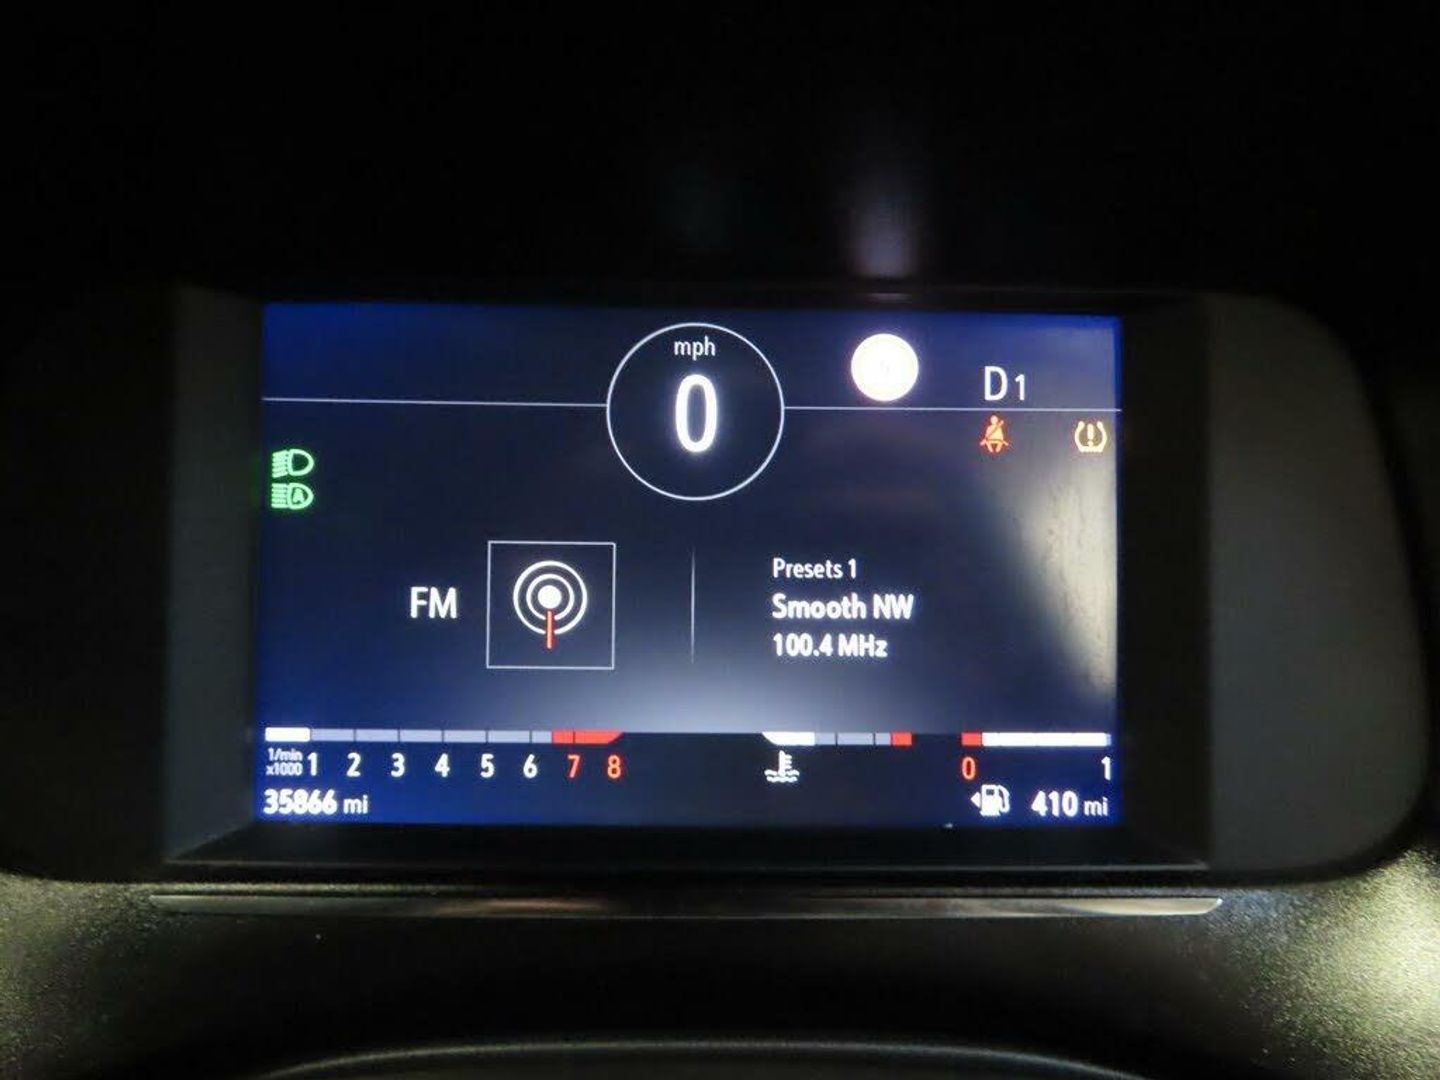 mph
0
D1
A
FM
Presets 1
Smooth NW
100.4 MHz
1/min
x1000
1 2 3 4 5 6 7 8
0 1
35866 mi
410 mi